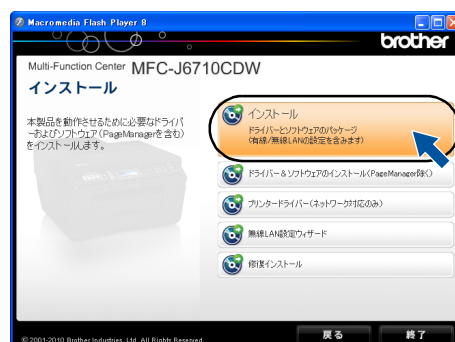 Macromedia Flash Player 8
brother
Multi-Function Center MFC-J6710CDW
インストール
本製品を動作させるために必要なドライバ
ーおよびソフトウェア(PageManagerを含む)
をインストールします。
インストール
ドライバーとソフトウェアのパッケージ
(有線/無線LANの設定を含みます)
ドライバー&ソフトウェアのインストール(PageManager除く)
プリンタードライバー(ネットワーク対応のみ)
無線LAN設定ウィザード
修復インストール
© 2001-2010 Brother Industries, Ltd. All Rights Reserved.
戻る
終了